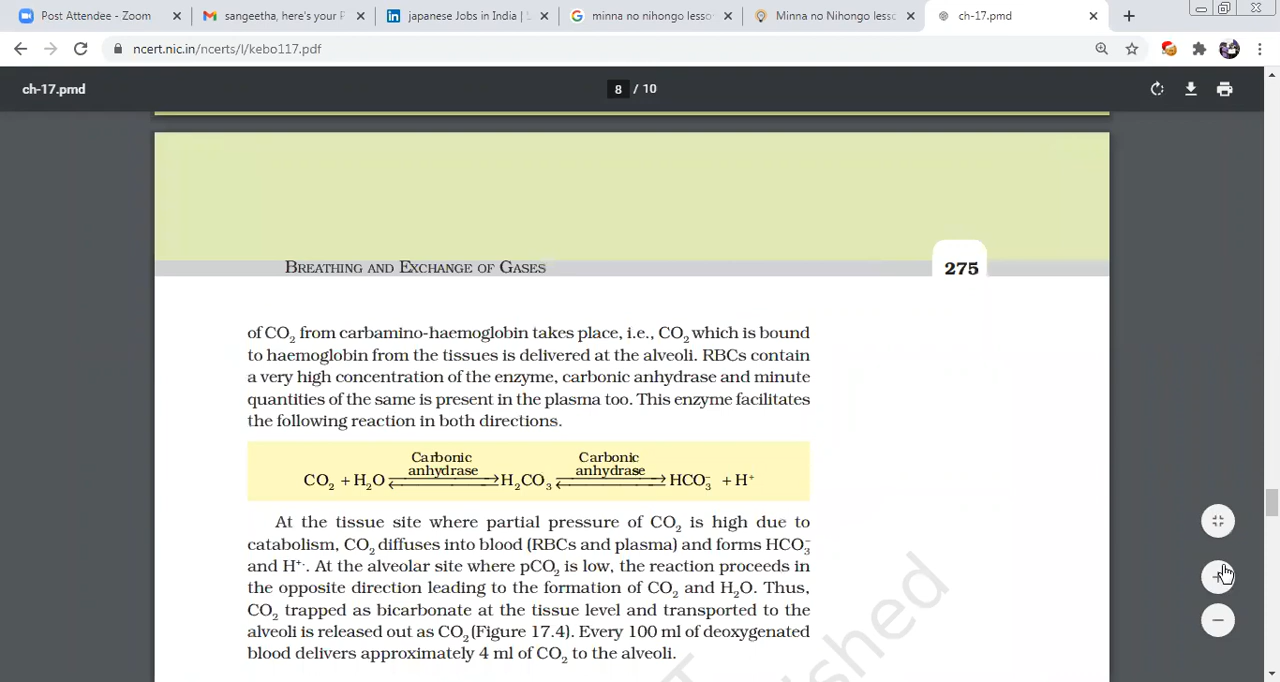 Post Attendee - Zoom
sangeetha, here's your P
japanese Jobs in India |
minna no nihongo lesso
Minna no Nihongo lesso
ch-17.pmd
ncert.nic.in/ncerts/l/kebo117.pdf
ch-17.pmd
8 / 10
BREATHING AND EXCHANGE OF GASES
275
of CO₂ from carbamino-haemoglobin takes place, i.e., CO₂ which is bound
to haemoglobin from the tissues is delivered at the alveoli. RBCs contain
a very high concentration of the enzyme, carbonic anhydrase and minute
quantities of the same is present in the plasma too. This enzyme facilitates
the following reaction in both directions.
Carbonic Carbonic
anhydrase anhydrase
CO₂ + H₂O ⇌ H₂CO₃ ⇌ HCO₃⁻ + H⁺
At the tissue site where partial pressure of CO₂ is high due to
catabolism, CO₂ diffuses into blood (RBCs and plasma) and forms HCO₃⁻
and H⁺. At the alveolar site where pCO₂ is low, the reaction proceeds in
the opposite direction leading to the formation of CO₂ and H₂O. Thus,
CO₂ trapped as bicarbonate at the tissue level and transported to the
alveoli is released out as CO₂ (Figure 17.4). Every 100 ml of deoxygenated
blood delivers approximately 4 ml of CO₂ to the alveoli.